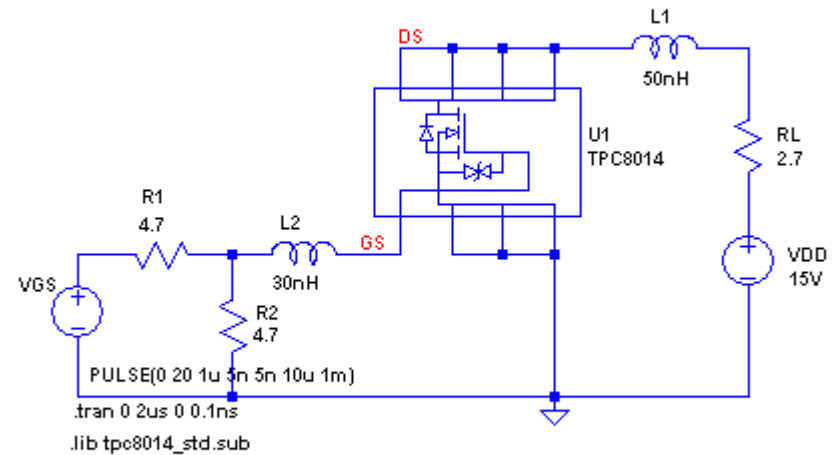 L1
DS
50nH
U1
TPC8014
RL
2.7
R1
4.7
L2
GS
30nH
VGS
VDD
15V
R2
4.7
PULSE(0 20 1u 5n 5n 10u 1m)
.tran 0 2us 0 0.1ns
.lib tpc8014_std.sub